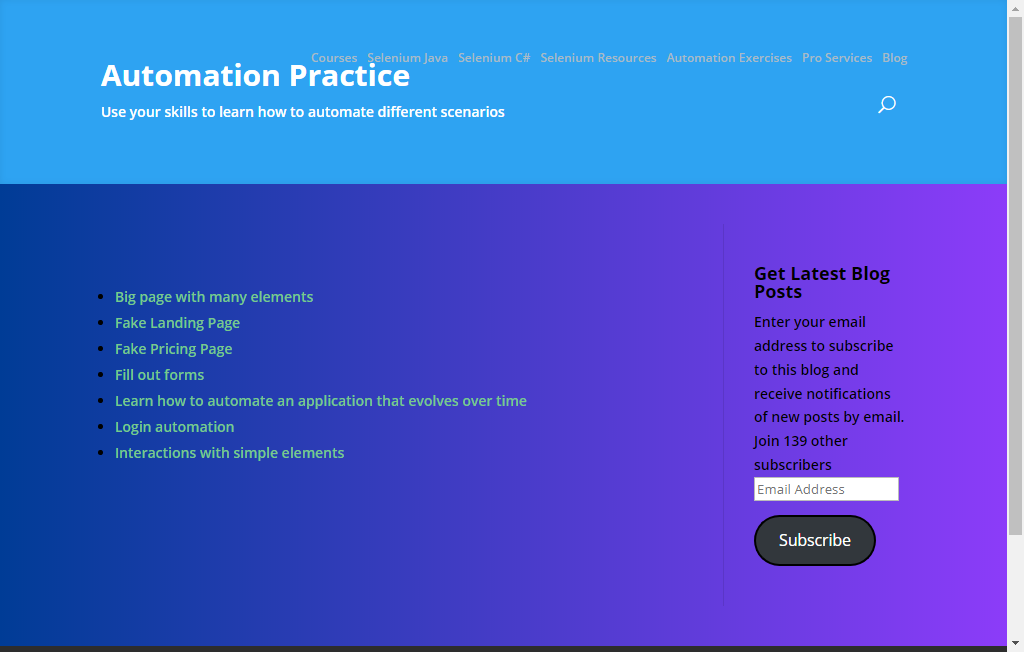 Courses Selenium Java Selenium C# Selenium Resources Automation Exercises Pro Services Blog
Automation Practice
Use your skills to learn how to automate different scenarios
Big page with many elements
Fake Landing Page
Fake Pricing Page
Fill out forms
Learn how to automate an application that evolves over time
Login automation
Interactions with simple elements
Get Latest Blog
Posts
Enter your email
address to subscribe
to this blog and
receive notifications
of new posts by email.
Join 139 other
subscribers
Email Address
Subscribe